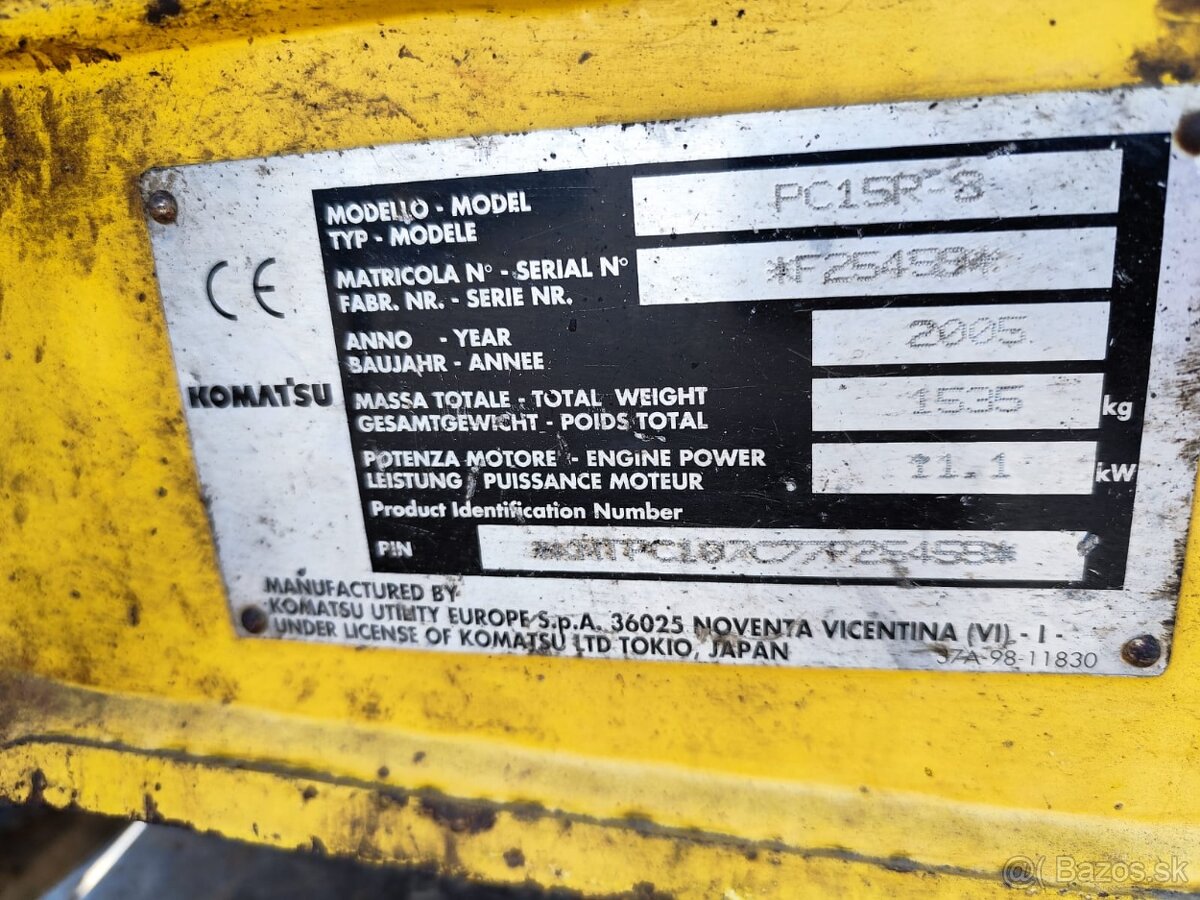 MODELLO - MODEL
TYP - MODELE
PC15R-8
MATRICOLA N° - SERIAL N°
FABR. NR. - SERIE NR.
*F25458*
ANNO - YEAR
BAUJAHR - ANNEE
2005
MASSA TOTALE - TOTAL WEIGHT
GESAMTGEWICHT - POIDS TOTAL
1535 kg
POTENZA MOTORE - ENGINE POWER
LEISTUNG / PUISSANCE MOTEUR
11.1 kW
Product Identification Number
PIN
CE
KOMATSU
MANUFACTURED BY
KOMATSU UTILITY EUROPE S.p.A. 36025 NOVENTA VICENTINA (VI) - I -
UNDER LICENSE OF KOMATSU LTD TOKIO, JAPAN
37A-98-11830
Bazos.sk